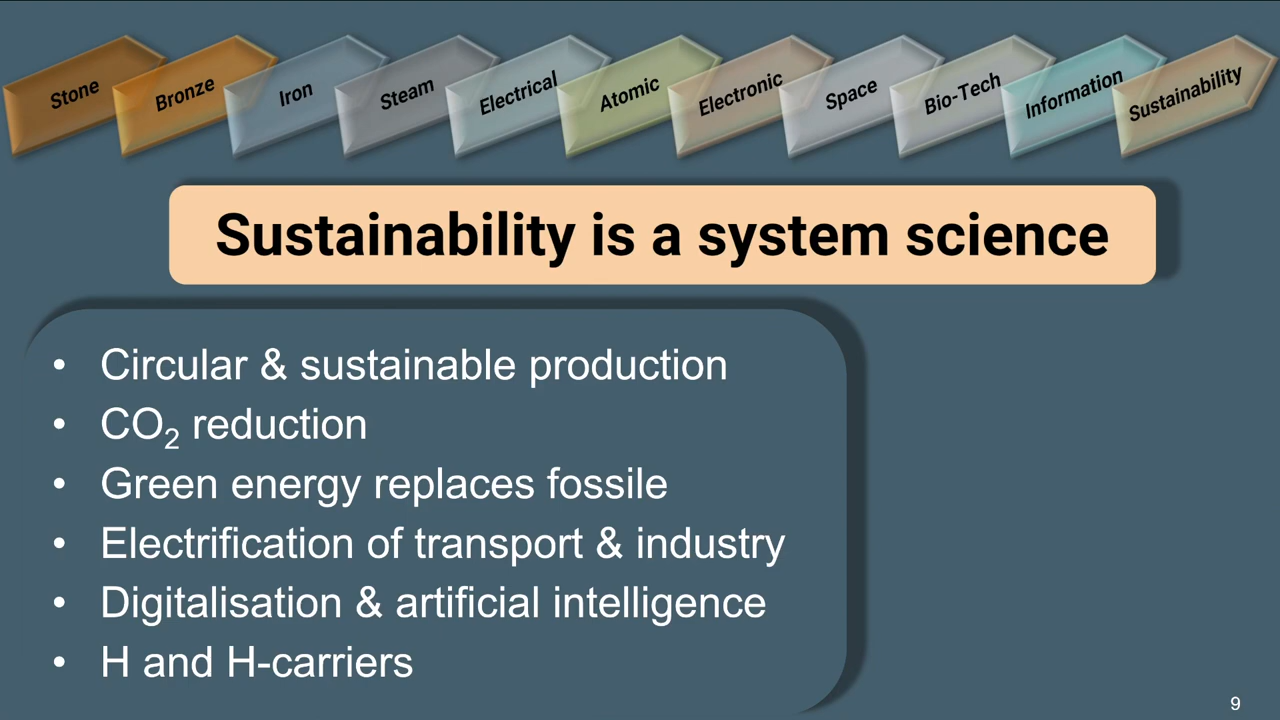 Stone
Bronze
Iron
Steam
Electrical
Atomic
Electronic
Space
Bio-Tech
Information
Sustainability
Sustainability is a system science
• Circular & sustainable production
• CO₂ reduction
• Green energy replaces fossile
• Electrification of transport & industry
• Digitalisation & artificial intelligence
• H and H-carriers
9